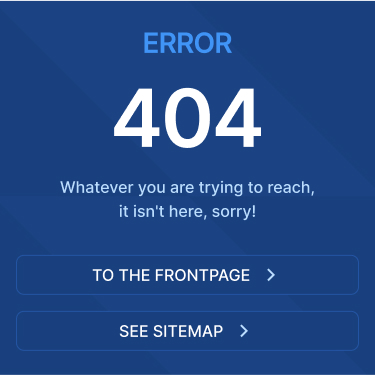 ERROR
404
Whatever you are trying to reach,
it isn't here, sorry!
TO THE FRONTPAGE
SEE SITEMAP